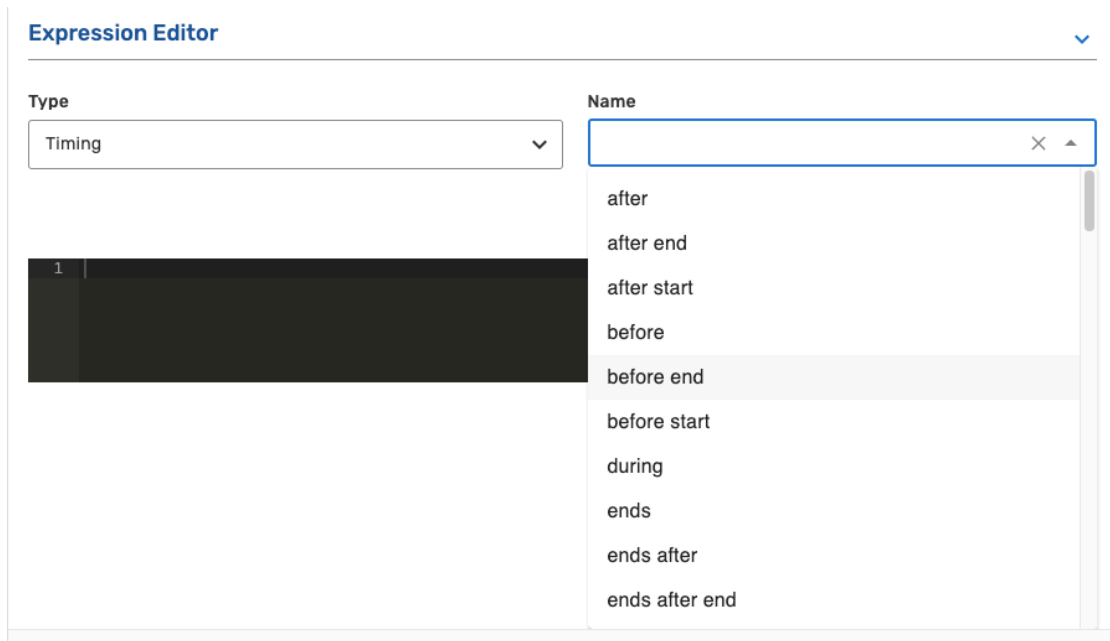 Expression Editor
Type
Timing
Name
1
after
after end
after start
before
before end
before start
during
ends
ends after
ends after end